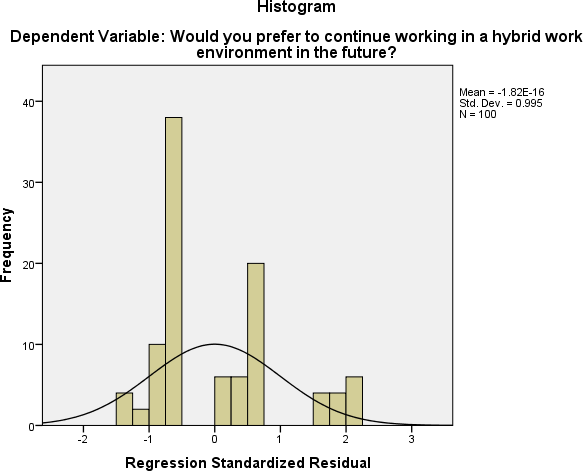 Histogram
Dependent Variable: Would you prefer to continue working in a hybrid work
environment in the future?
Mean = -1.82E-16
Std. Dev. = 0.995
N = 100
Frequency
40
30
20
10
0
-2 -1 0 1 2 3
Regression Standardized Residual